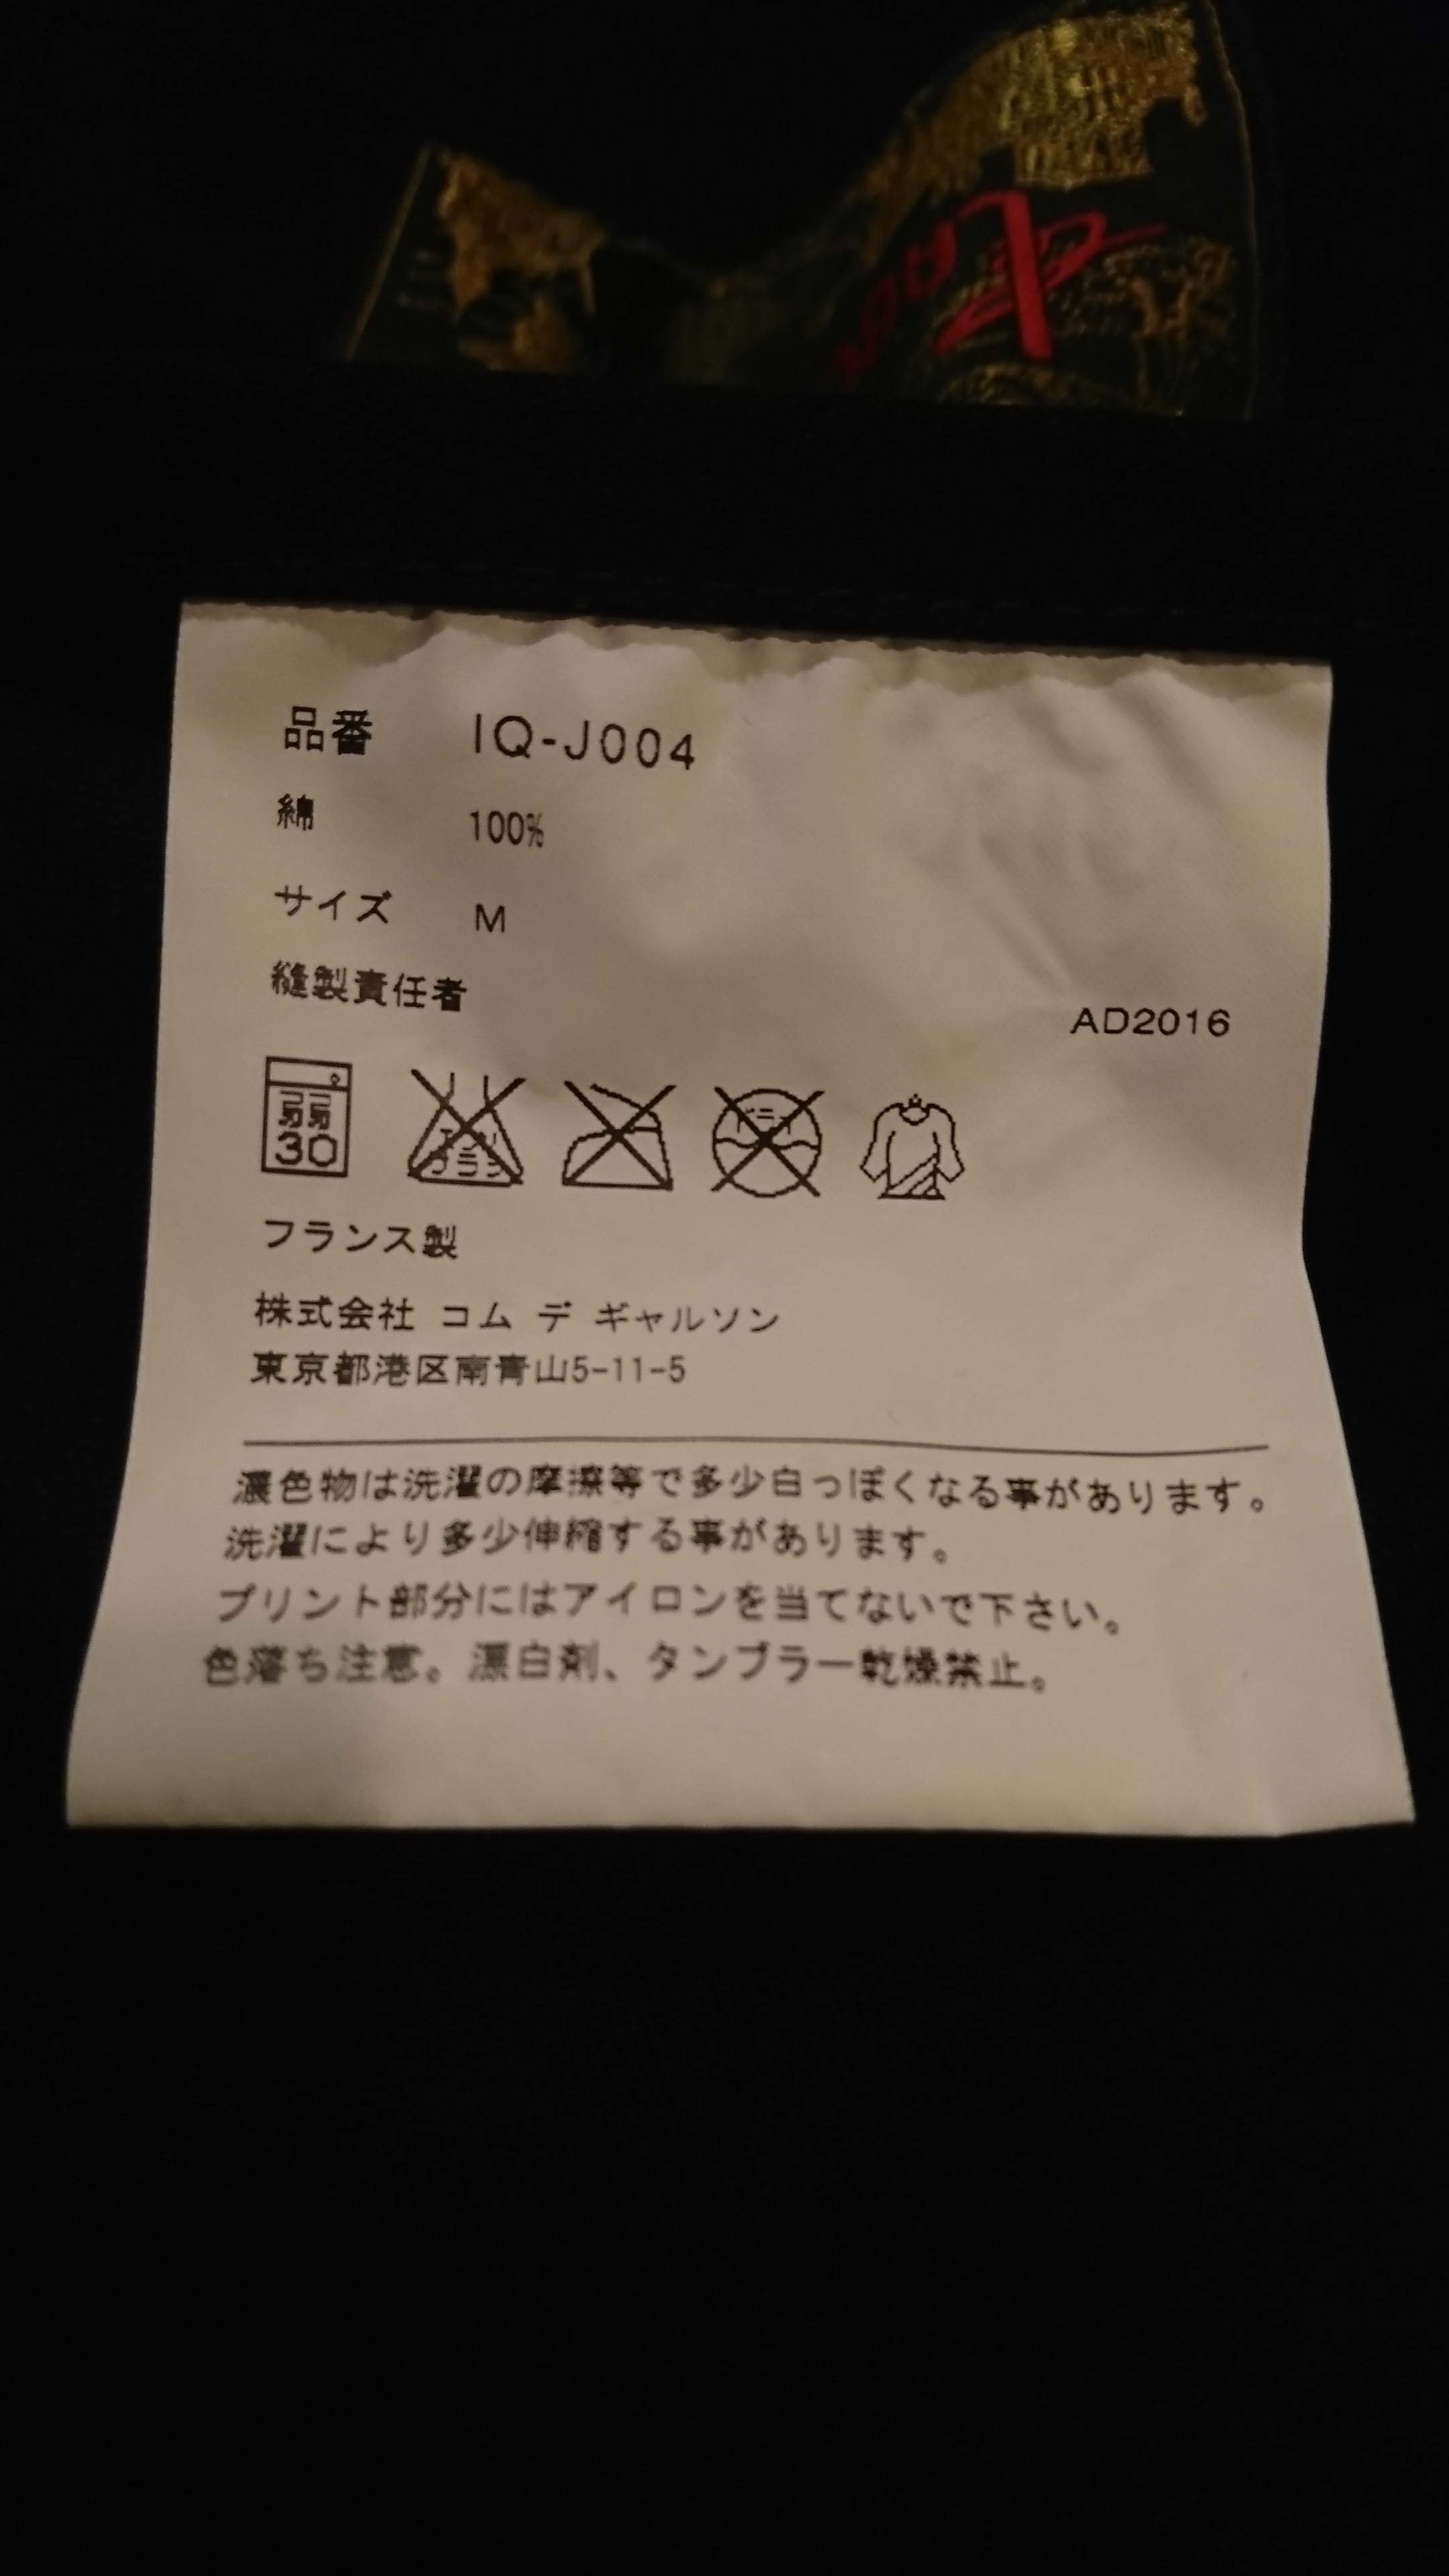 品番 IQ-J004
綿 100%
サイズ M
縫製責任者
AD2016
弱
30
エンソ
フランス製
株式会社 コム デ ギャルソン
東京都港区南青山5-11-5
濃色物は洗濯の摩擦等で多少白っぽくなる事があります。
洗濯により多少伸縮する事があります。
プリント部分にはアイロンを当てないで下さい。
色落ち注意。漂白剤、タンブラー乾燥禁止。